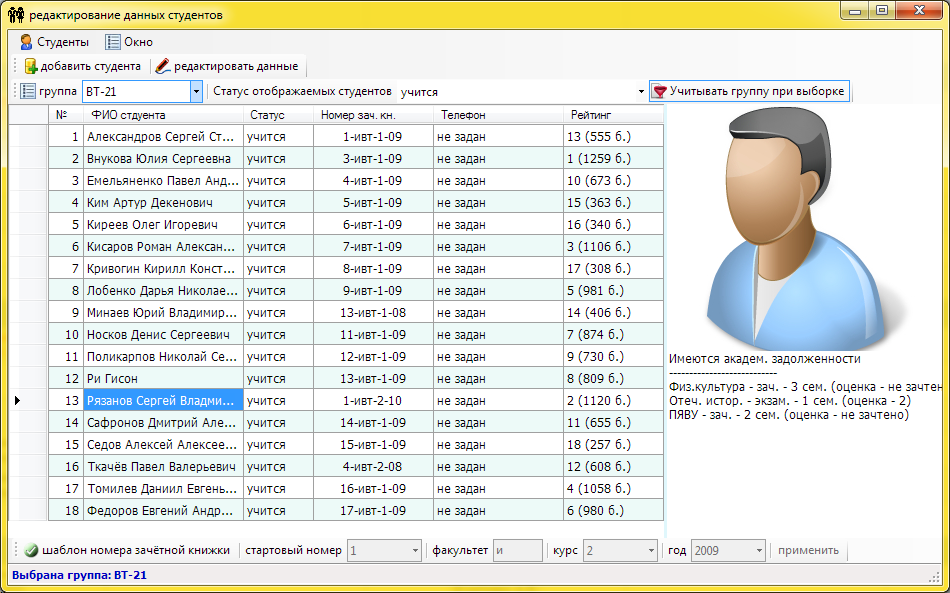 редактирование данных студентов
Студенты Окно
добавить студента редактировать данные
группа ВТ-21 Статус отображаемых студентов учится Учитывать группу при выборке
№ ФИО стдуента Статус Номер зач. кн. Телефон Рейтинг
1 Александров Сергей Ст... учится 1-ивт-1-09 не задан 13 (555 б.)
2 Внукова Юлия Сергеевна учится 3-ивт-1-09 не задан 1 (1259 б.)
3 Емельяненко Павел Анд... учится 4-ивт-1-09 не задан 10 (673 б.)
4 Ким Артур Декенович учится 5-ивт-1-09 не задан 15 (363 б.)
5 Киреев Олег Игоревич учится 6-ивт-1-09 не задан 16 (340 б.)
6 Кисаров Роман Алексан... учится 7-ивт-1-09 не задан 3 (1106 б.)
7 Кривогин Кирилл Конст... учится 8-ивт-1-09 не задан 17 (308 б.)
8 Лобенко Дарья Николае... учится 9-ивт-1-09 не задан 5 (981 б.)
9 Минаев Юрий Владимир... учится 13-ивт-1-08 не задан 14 (406 б.)
10 Носков Денис Сергеевич учится 11-ивт-1-09 не задан 7 (874 б.)
11 Поликарпов Николай Се... учится 12-ивт-1-09 не задан 9 (730 б.)
12 Ри Гисон учится 13-ивт-1-09 не задан 8 (809 б.)
13 Рязанов Сергей Владми... учится 1-ивт-2-10 не задан 2 (1120 б.)
14 Сафронов Дмитрий Але... учится 14-ивт-1-09 не задан 11 (655 б.)
15 Седов Алексей Алексее... учится 15-ивт-1-09 не задан 18 (257 б.)
16 Ткачёв Павел Валерьевич учится 4-ивт-2-08 не задан 12 (608 б.)
17 Томилев Даниил Евгень... учится 16-ивт-1-09 не задан 4 (1058 б.)
18 Федоров Евгений Андр... учится 17-ивт-1-09 не задан 6 (980 б.)
Имеются академ. задолженности
---------------------------
Физ.культура - зач. - 3 сем. (оценка - не зачтен
Отеч. истор. - экзам. - 1 сем. (оценка - 2)
ПЯВУ - зач. - 2 сем. (оценка - не зачтено)
шаблон номера зачётной книжки стартовый номер 1 факультет и курс 2 год 2009 применить
Выбрана группа: ВТ-21